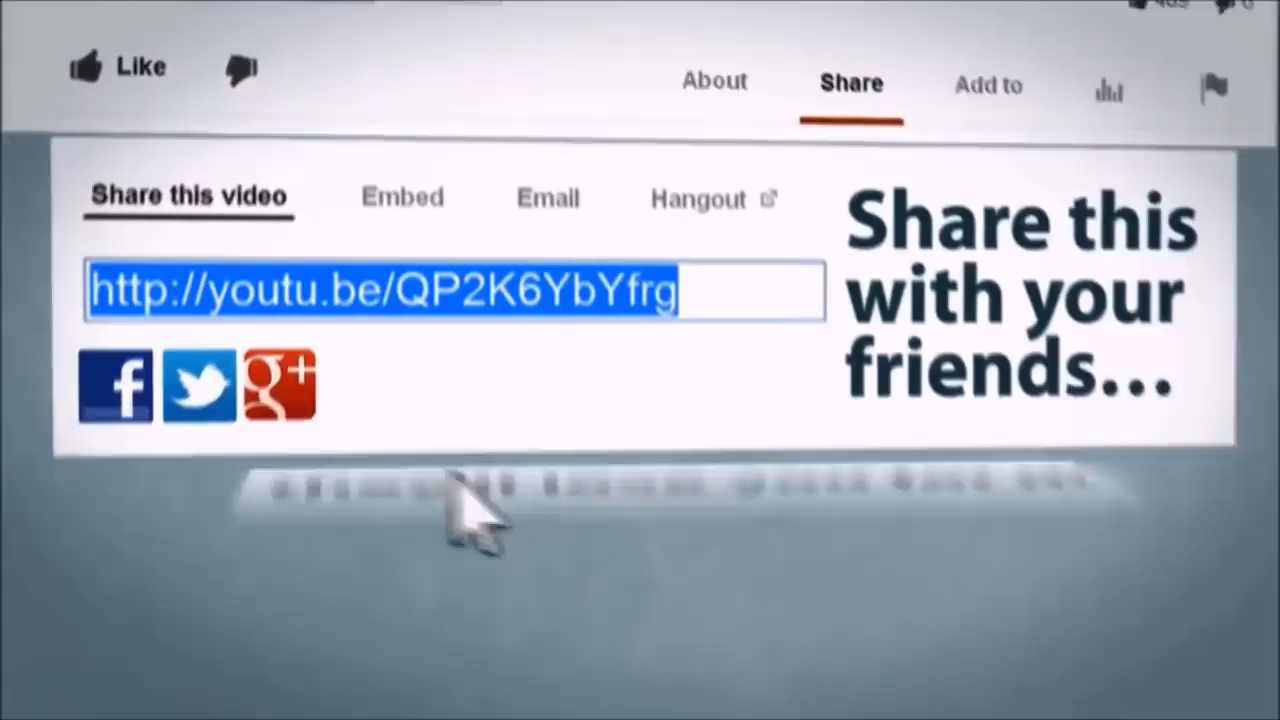 Like
About
Share
Add to
Share this video
Embed
Email
Hangout
http://youtu.be/QP2K6YbYfrg
Share this
with your
friends...
f
g+